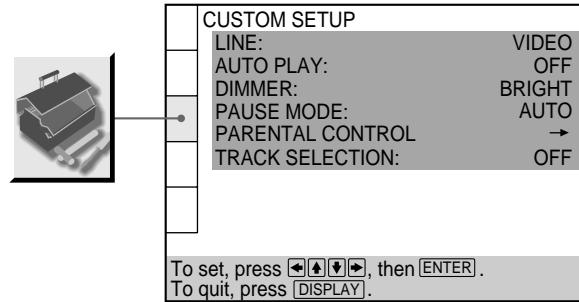 CUSTOM SETUP
LINE: VIDEO
AUTO PLAY: OFF
DIMMER: BRIGHT
PAUSE MODE: AUTO
PARENTAL CONTROL →
TRACK SELECTION: OFF
To set, press ←↑↓→, then ENTER.
To quit, press DISPLAY.